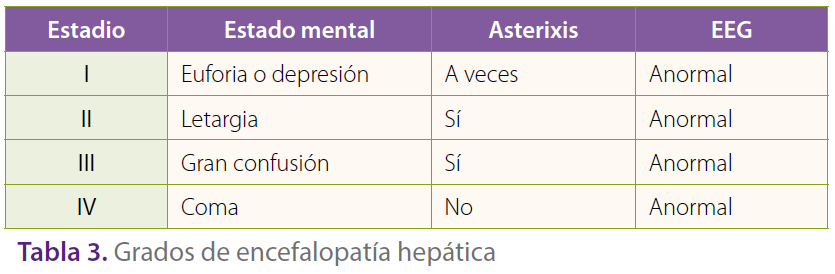 Estadio Estado mental Asterixis EEG
I Euforia o depresión A veces Anormal
II Letargia Sí Anormal
III Gran confusión Sí Anormal
IV Coma No Anormal
Tabla 3. Grados de encefalopatía hepática